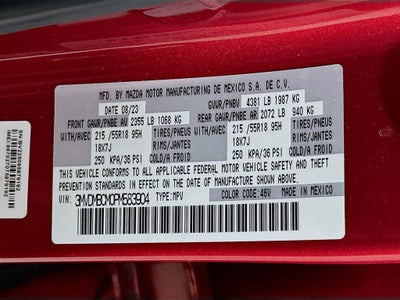 MFD. BY MAZDA MOTOR MANUFACTURING DE MEXICO S.A. DE C.V.
DATE 08/23 GVWR/PNBV 4381 LB 1987 KG
FRONT GAWR/PNBE AV 2355 LB 1068 KG REAR GAWR/PNBE AR 2072 LB 940 KG
WITH/AVEC 215 /55R18 95H TIRES/PNEUS WITH/AVEC 215 /55R18 95H TIRES/PNEUS
18X7J RIMS/JANTES 18X7J RIMS/JANTES
250 KPA/36 PSI COLD/A FROID 250 KPA/36 PSI COLD/A FROID
THIS VEHICLE CONFORMS TO ALL APPLICABLE FEDERAL MOTOR VEHICLE SAFETY AND THEFT
PREVENTION STANDARDS IN EFFECT ON THE DATE OF MANUFACTURE SHOWN ABOVE.
3MVDMBCM0PM583904 TYPE:MPV COLOR CODE:46V MADE IN MEXICO